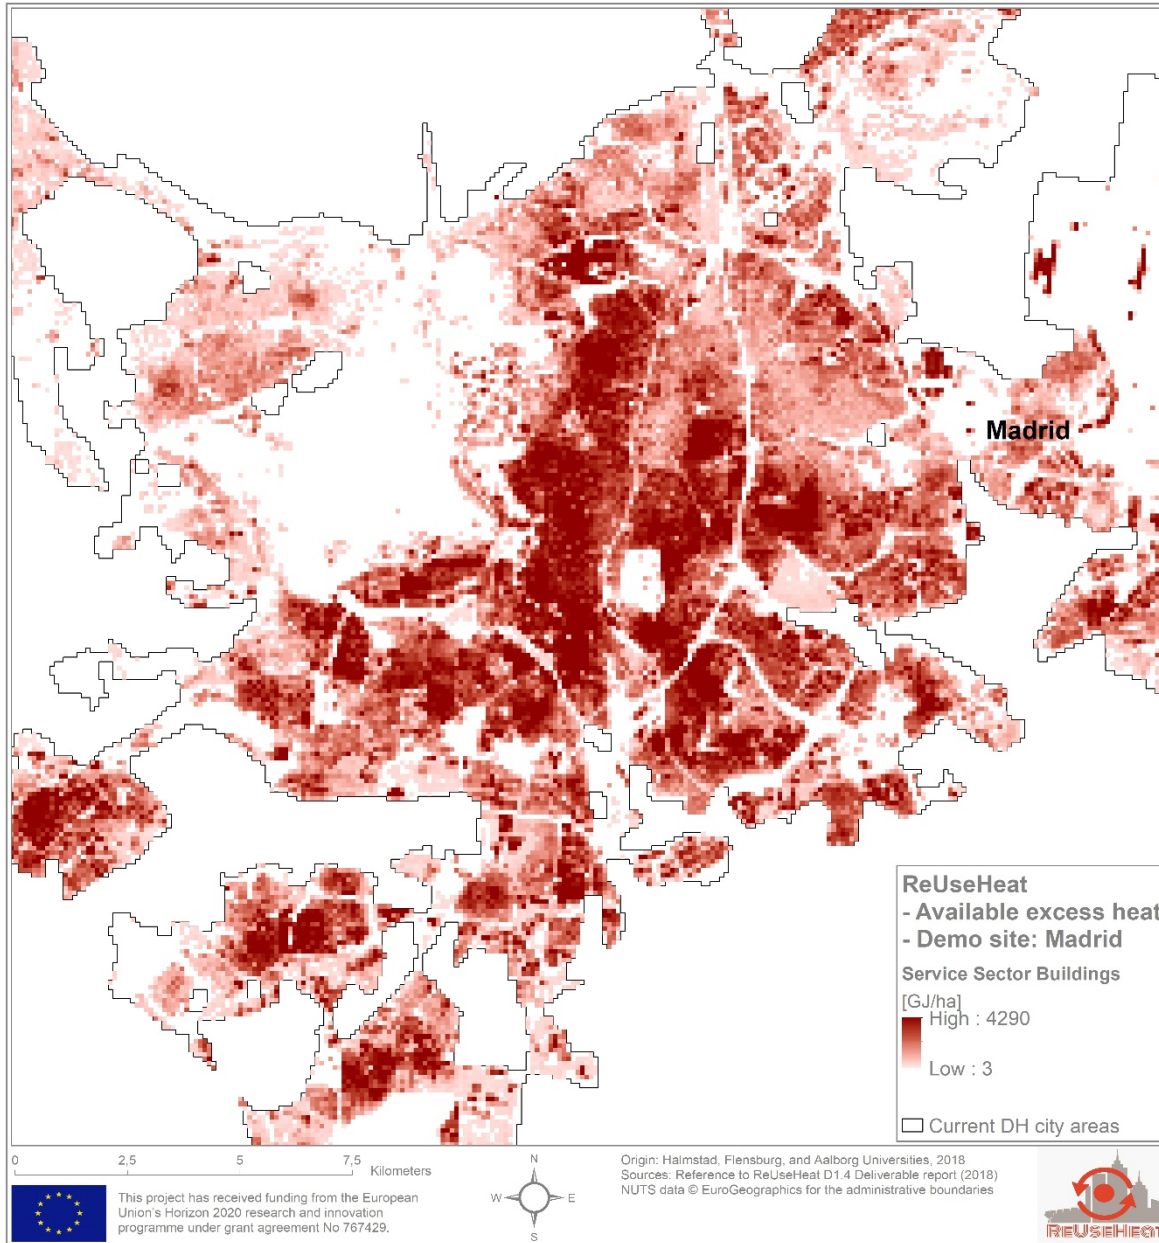 Madrid
ReUseHeat
- Available excess heat
- Demo site: Madrid
Service Sector Buildings
[GJ/ha]
High : 4290
Low : 3
Current DH city areas
0 2,5 5 7,5
Kilometers
N
W E
S
Origin: Halmstad, Flensburg, and Aalborg Universities, 2018
Sources: Reference to ReUseHeat D1.4 Deliverable report (2018)
NUTS data © EuroGeographics for the administrative boundaries
This project has received funding from the European
Union's Horizon 2020 research and innovation
programme under grant agreement No 767429.
REUSEHEAT